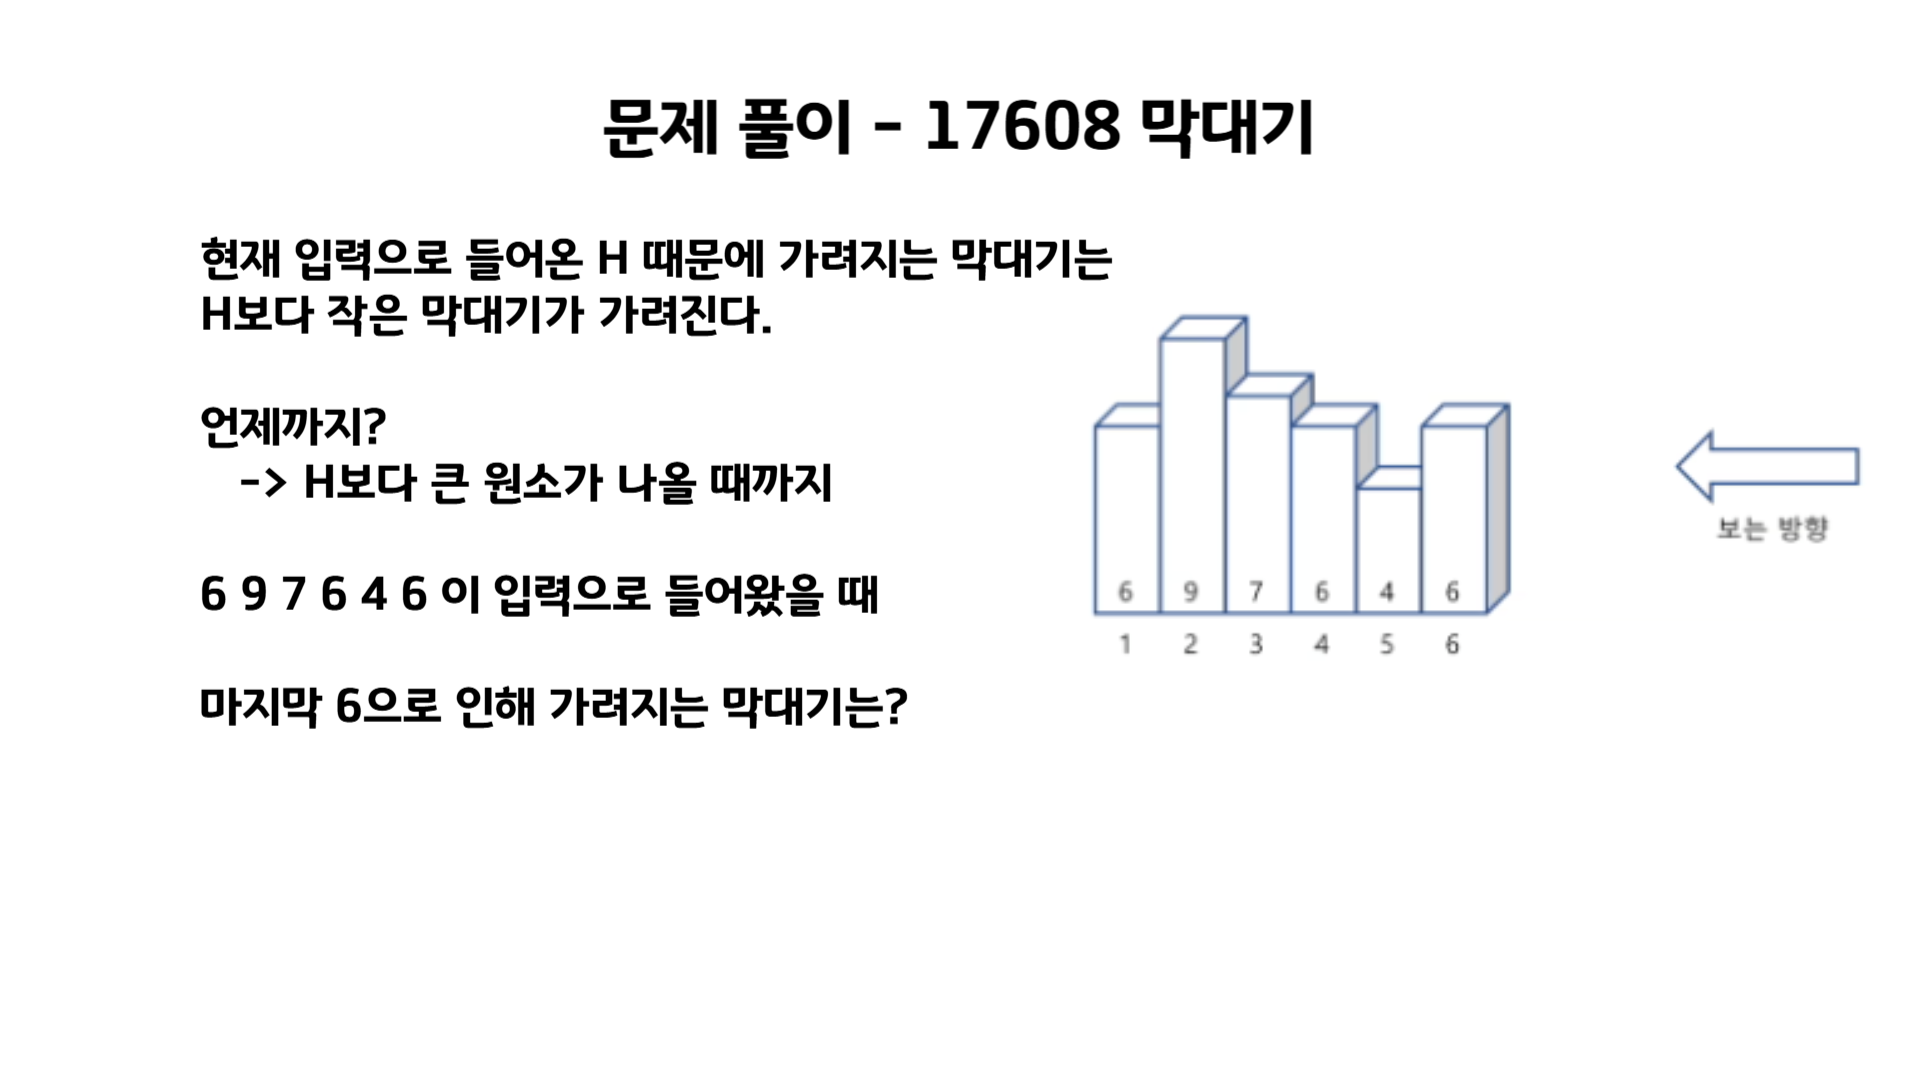 문제 풀이 - 17608 막대기
현재 입력으로 들어온 H 때문에 가려지는 막대기는
H보다 작은 막대기가 가려진다.
언제까지?
-> H보다 큰 원소가 나올 때까지
6 9 7 6 4 6 이 입력으로 들어왔을 때
마지막 6으로 인해 가려지는 막대기는?
보는 방향
6 9 7 6 4 6
1 2 3 4 5 6